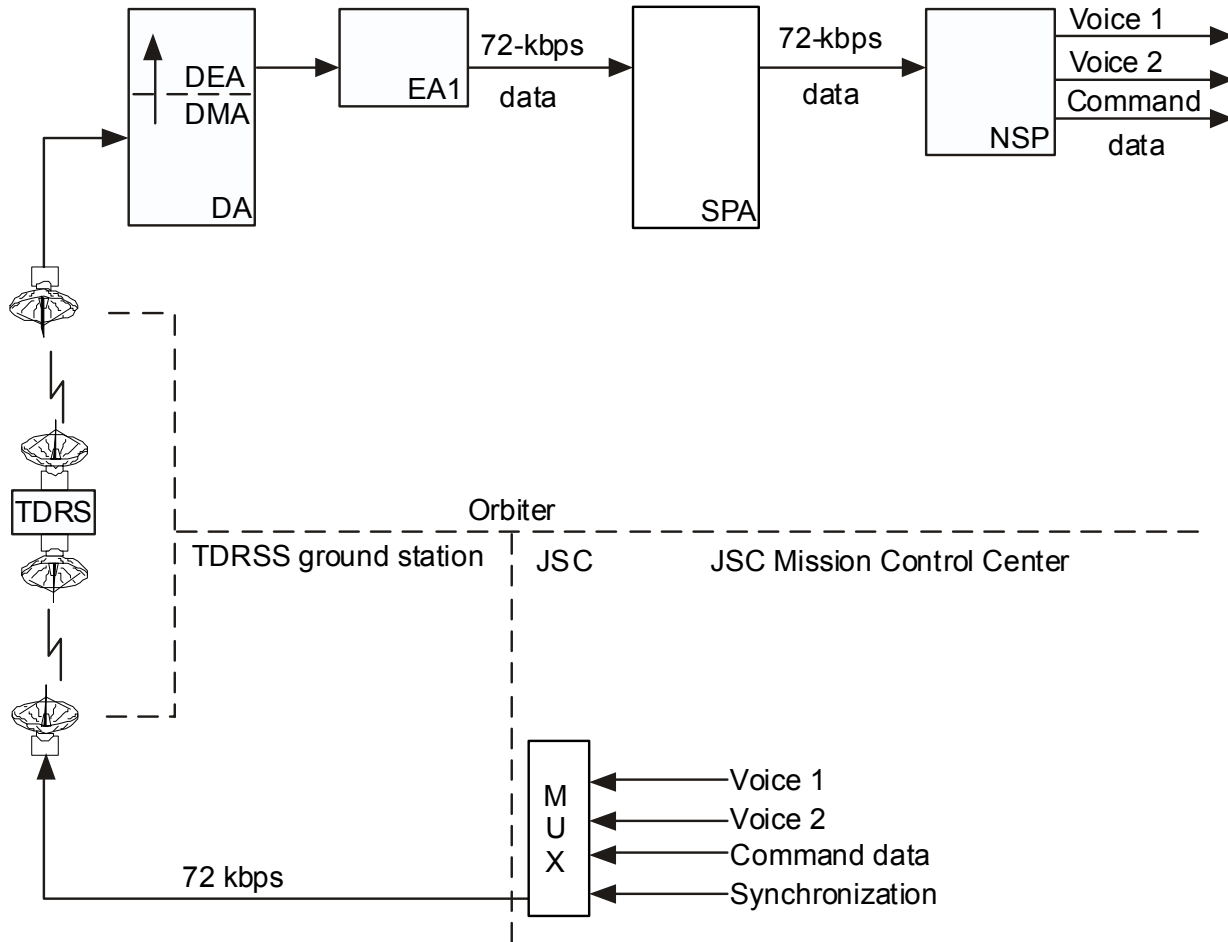 Voice 1
72-kbps
72-kbps
Voice 2
DEA
DMA
EA1
data
data
Command
NSP
data
DA
SPA
TDRS
Orbiter
TDRSS ground station
JSC
JSC Mission Control Center
M
U
X
Voice 1
Voice 2
Command data
Synchronization
72 kbps